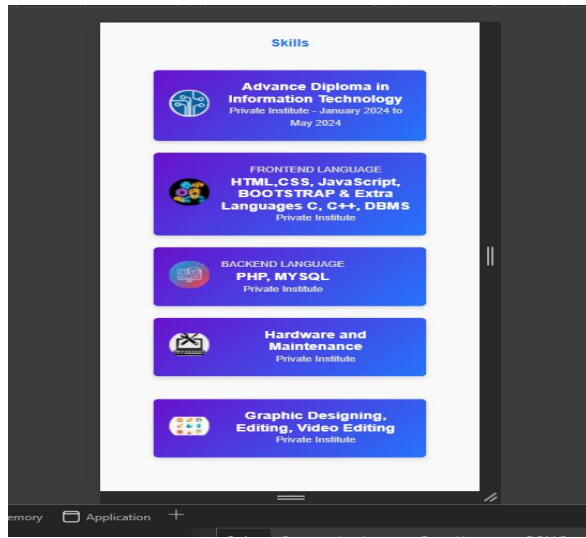 Skills
Advance Diploma in
Information Technology
Private Institute - January 2024 to
May 2024
FRONTEND LANGUAGE
HTML,CSS, JavaScript,
BOOTSTRAP & Extra
Languages C, C++, DBMS
Private Institute
BACKEND LANGUAGE
PHP, MYSQL
Private Institute
Hardware and
Maintenance
Private Institute
Graphic Designing,
Editing, Video Editing
Private Institute
emory Application